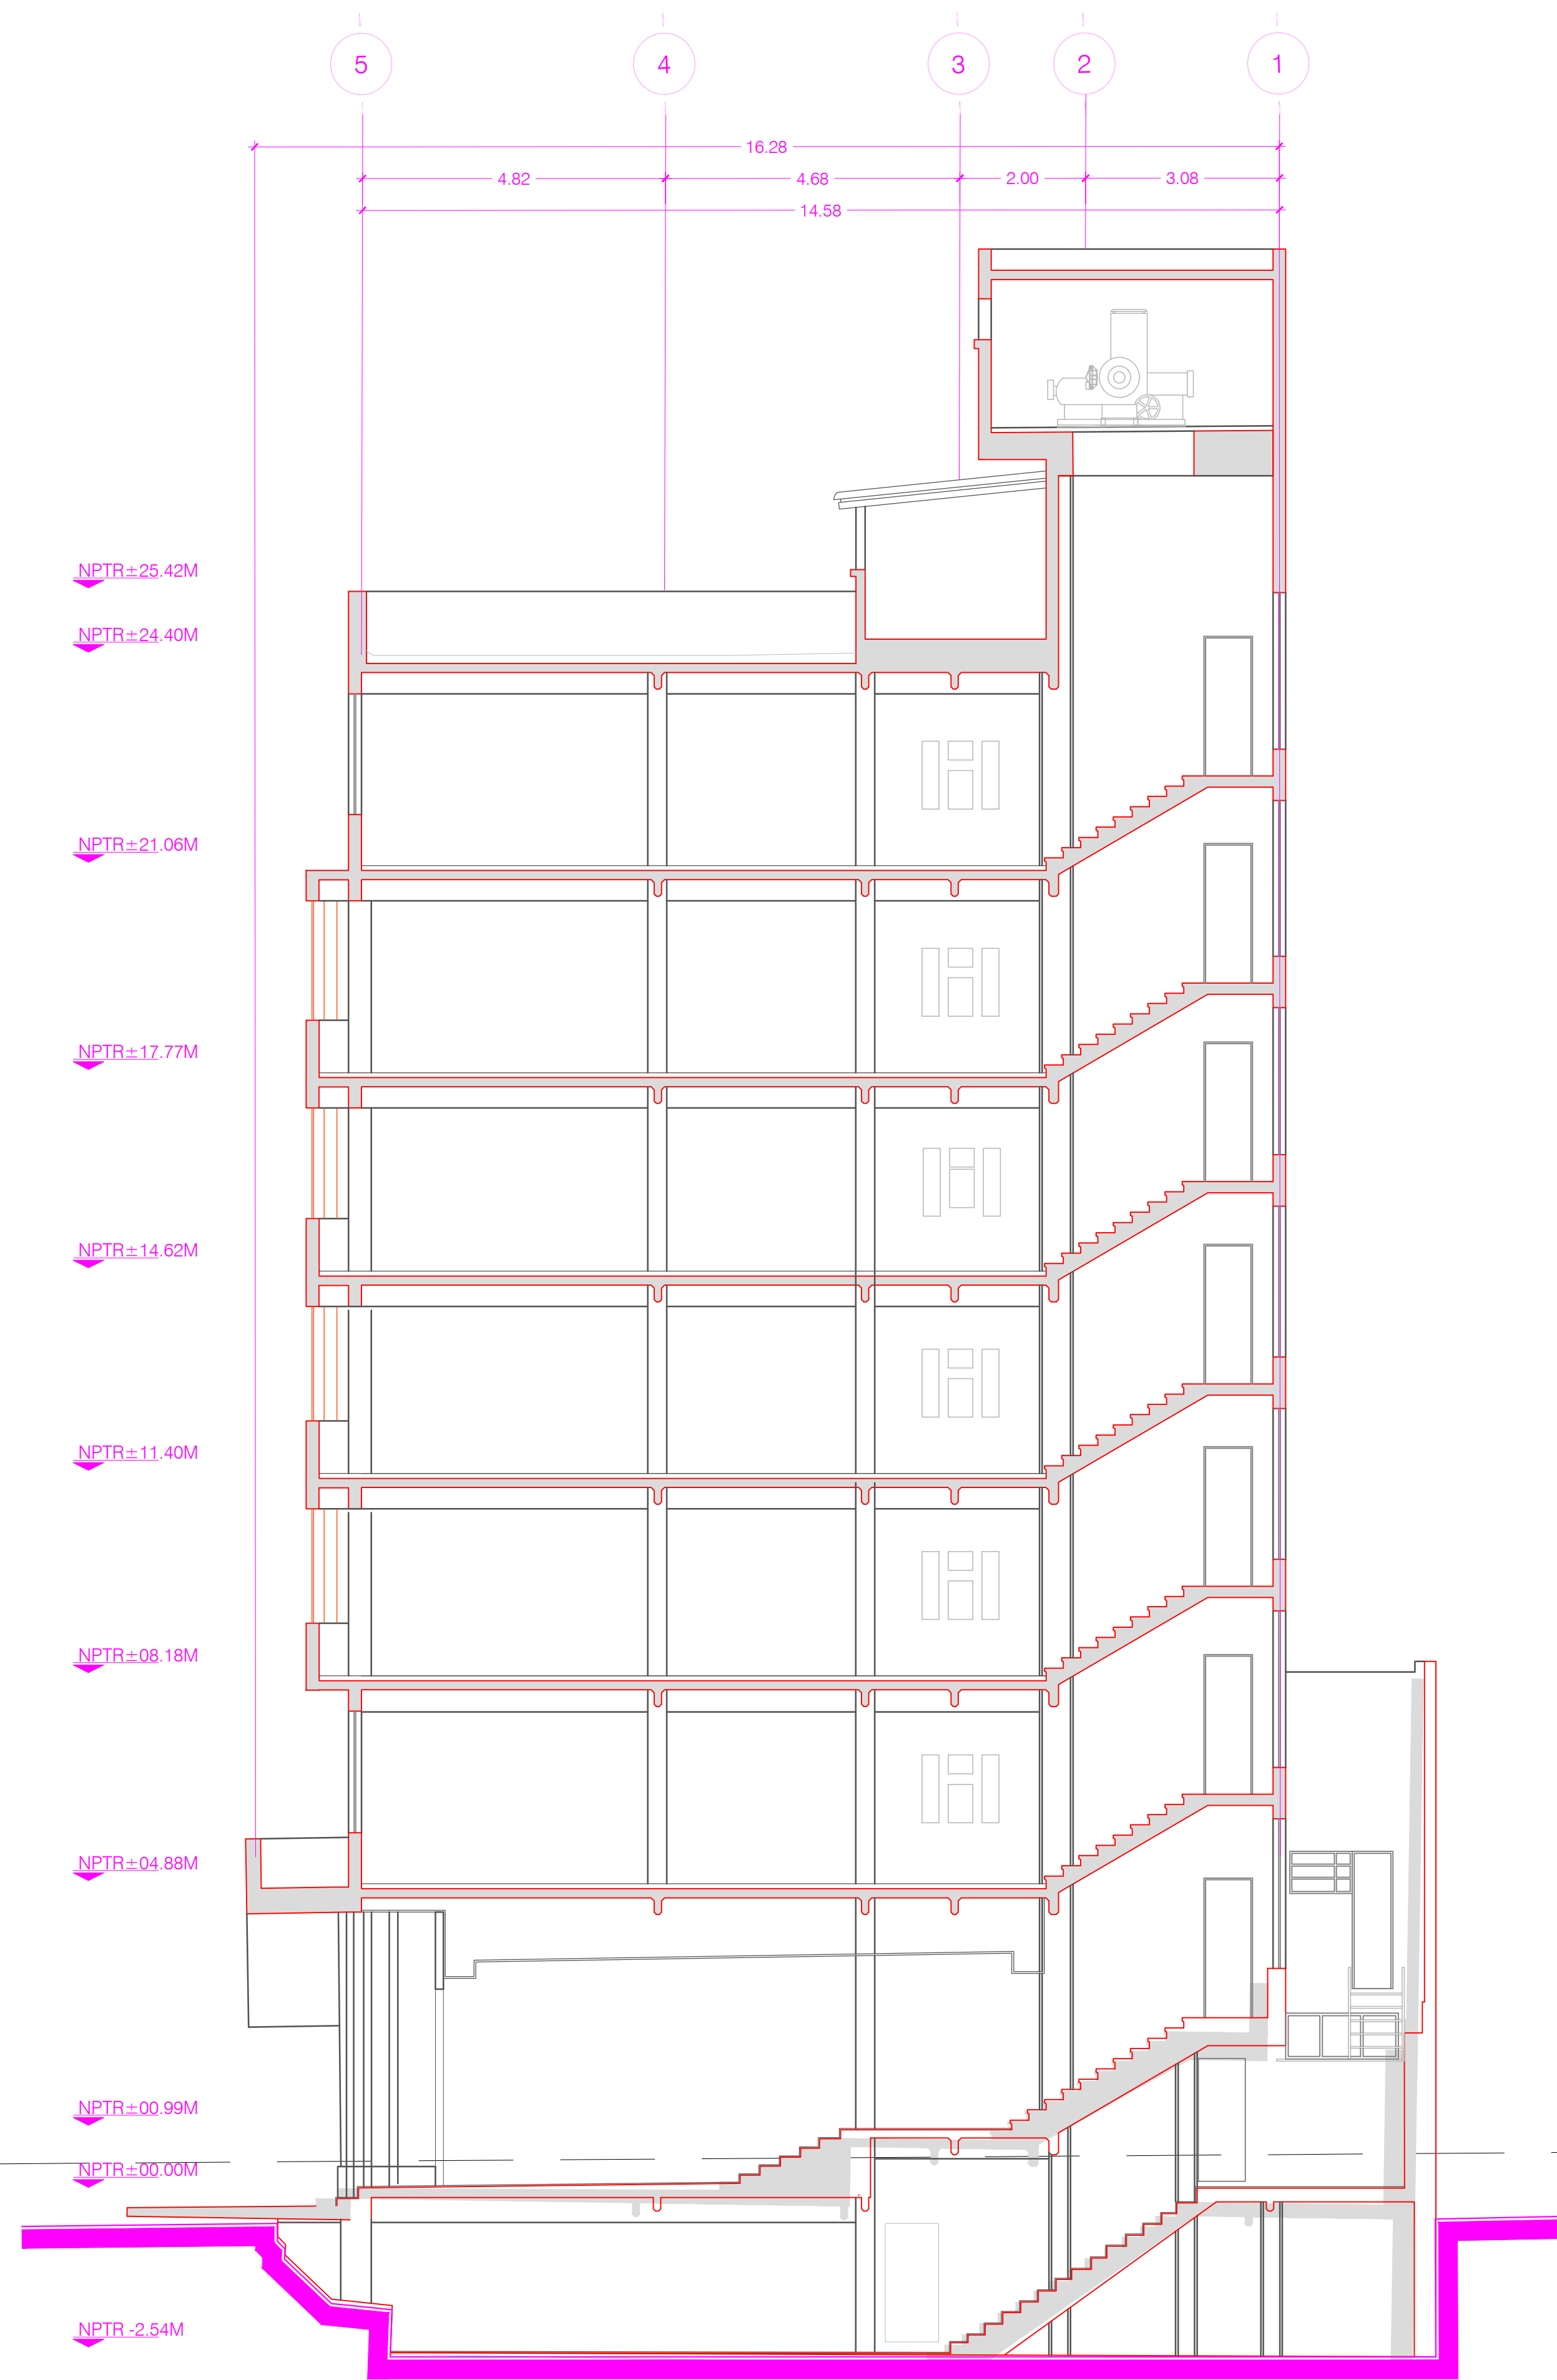 5 4 3 2 1
16.28
4.82 4.68 2.00 3.08
14.58
NPTR±25.42M
NPTR±24.40M
NPTR±21.06M
NPTR±17.77M
NPTR±14.62M
NPTR±11.40M
NPTR±08.18M
NPTR±04.88M
NPTR±00.99M
NPTR±00.00M
NPTR -2.54M